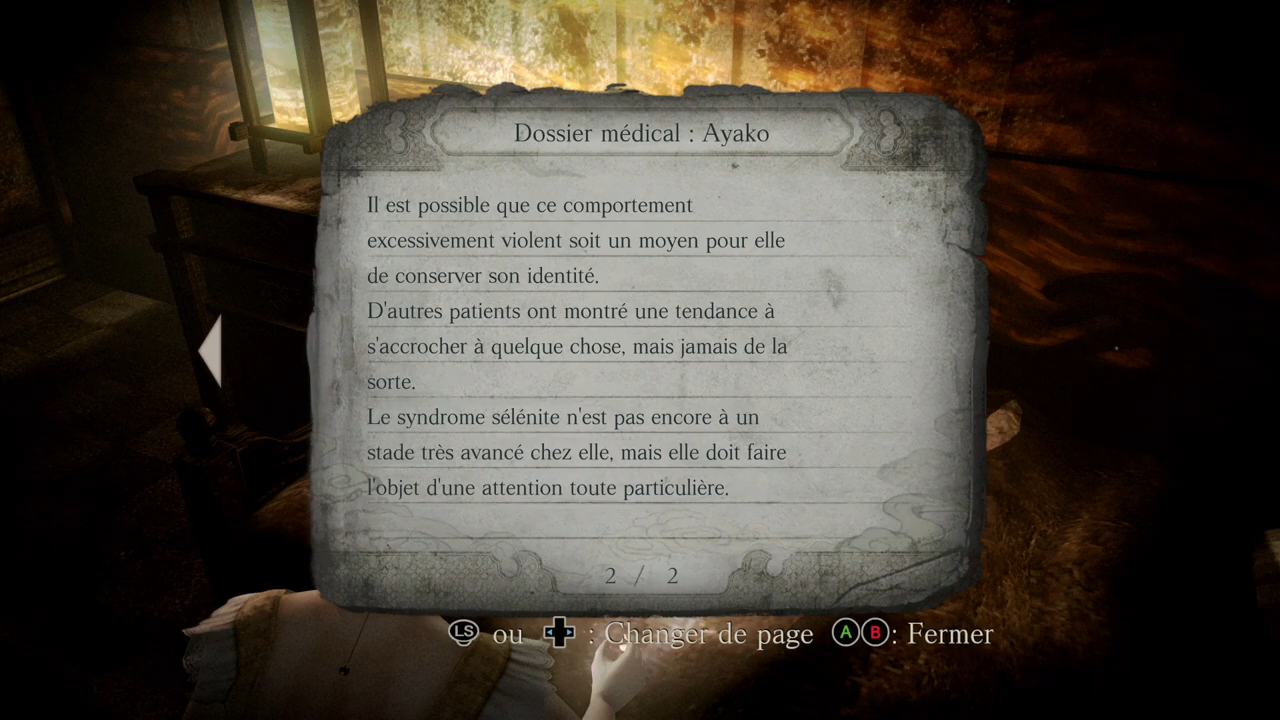 Dossier médical : Ayako
Il est possible que ce comportement
excessivement violent soit un moyen pour elle
de conserver son identité.
D'autres patients ont montré une tendance à
s'accrocher à quelque chose, mais jamais de la
sorte.
Le syndrome sélénite n'est pas encore à un
stade très avancé chez elle, mais elle doit faire
l'objet d'une attention toute particulière.
2 / 2
LS ou : Changer de page A B : Fermer